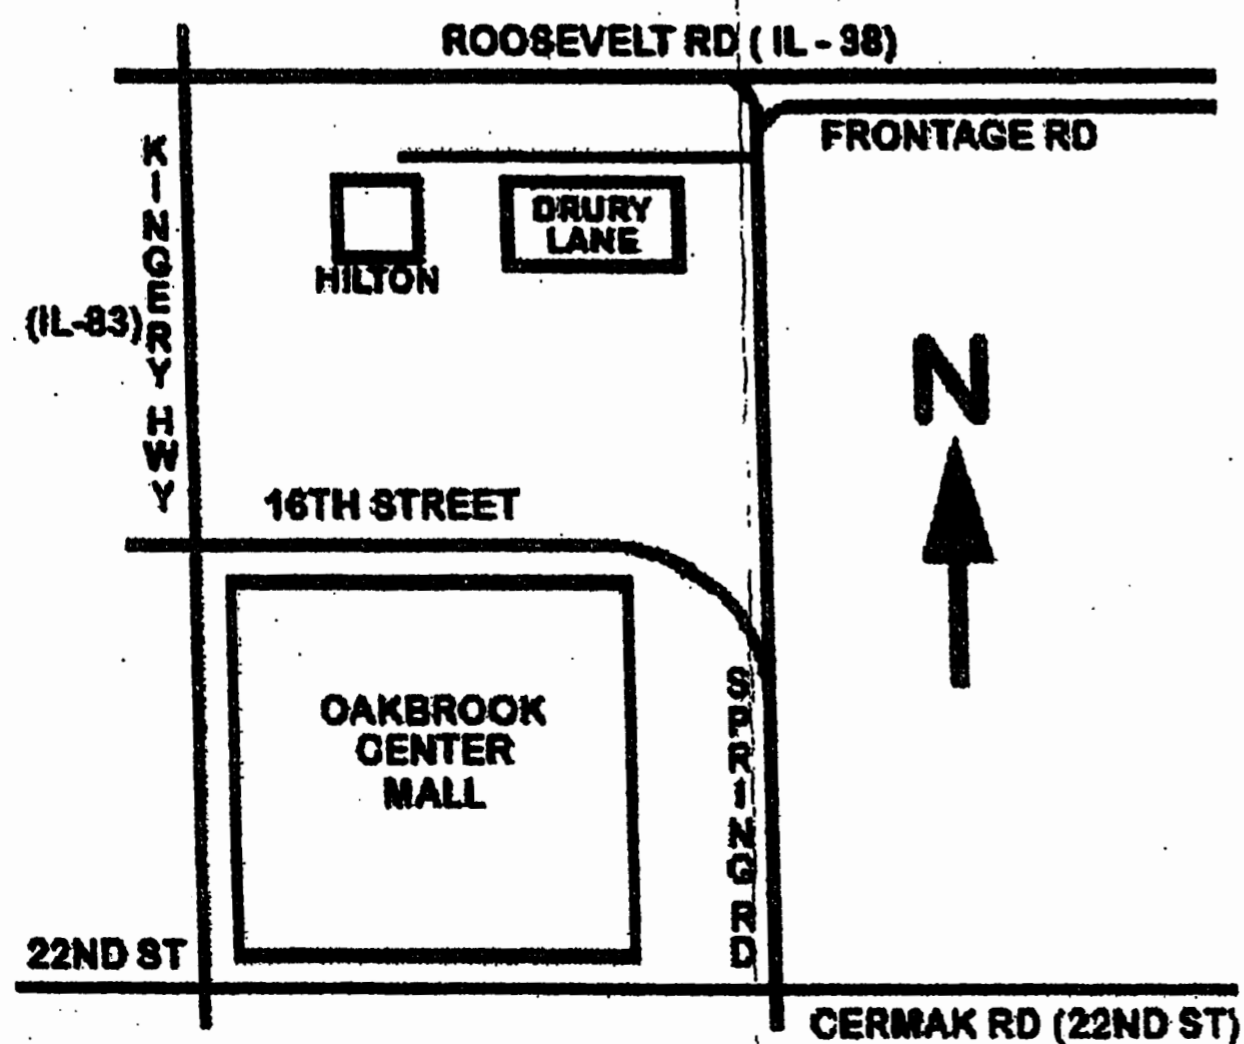 ROOSEVELT RD ( IL - 38)
FRONTAGE RD
KINGERY HWY
DRURY
LANE
HILTON
(IL-83)
N
16TH STREET
OAKBROOK
CENTER
MALL
SPRING RD
22ND ST
CERMAK RD (22ND ST)